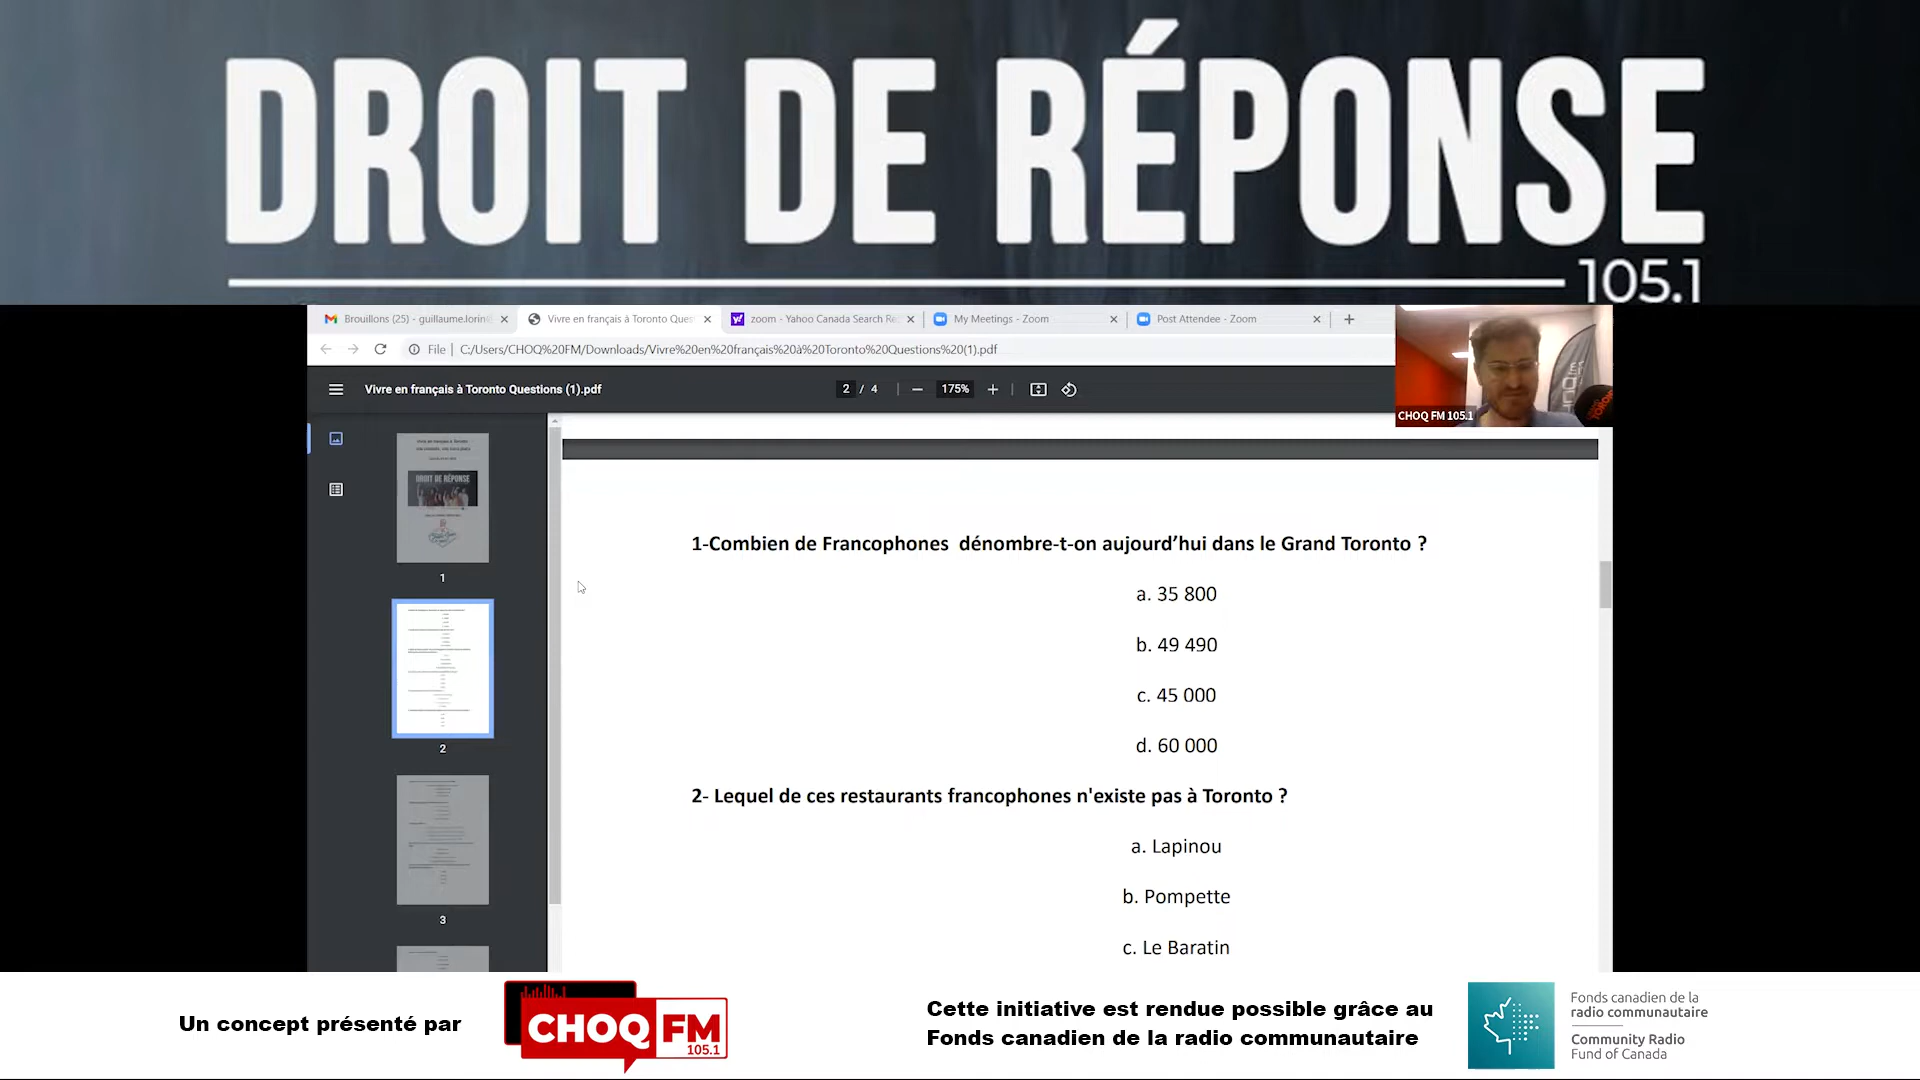 DROIT DE RÉPONSE
105.1
Brouillons (25) - guillaume.lorin
Vivre en français à Toronto Ques
zoom - Yahoo Canada Search Re
My Meetings - Zoom
Post Attendee - Zoom
File | C:/Users/CHOQ%20FM/Downloads/Vivre%20en%20français%20à%20Toronto%20Questions%20(1).pdf
Vivre en français à Toronto Questions (1).pdf
2 / 4
175%
CHOQ FM 105.1
DROIT DE RÉPONSE
1
2
3
1-Combien de Francophones dénombre-t-on aujourd’hui dans le Grand Toronto ?
a. 35 800
b. 49 490
c. 45 000
d. 60 000
2- Lequel de ces restaurants francophones n'existe pas à Toronto ?
a. Lapinou
b. Pompette
c. Le Baratin
Un concept présenté par
CHOQ FM
105.1
Cette initiative est rendue possible grâce au
Fonds canadien de la radio communautaire
Fonds canadien de la
radio communautaire
Community Radio
Fund of Canada